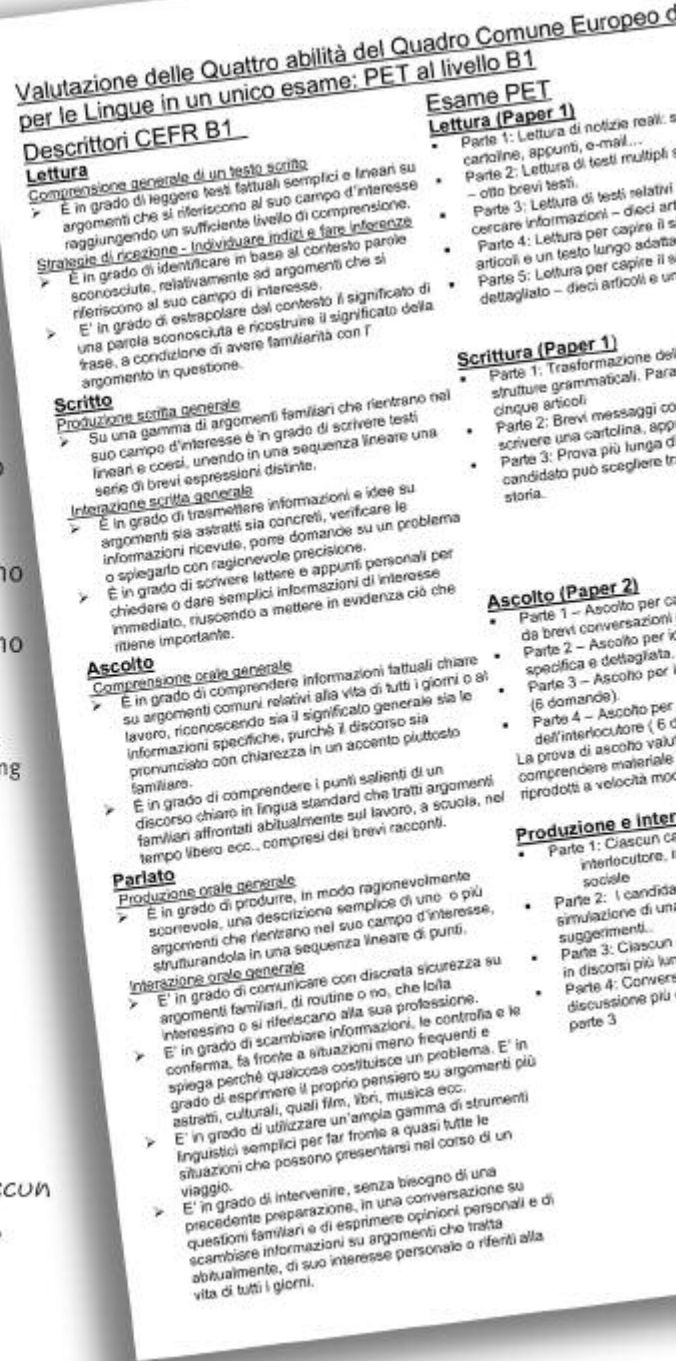 Valutazione delle Quattro abilità del Quadro Comune Europeo d
per le Lingue in un unico esame: PET al livello B1
Descrittori CEFR B1
Lettura
Comprensione generale di un testo scritto
➢ È in grado di leggere testi fattuali semplici e lineari su
argomenti che si riferiscono al suo campo d'interesse
raggiungendo un sufficiente livello di comprensione.
Strategie di ricezione - Individuare indizi e fare inferenze
➢ È in grado di identificare in base al contesto parole
sconosciute, relativamente ad argomenti che si
riferiscono al suo campo di interesse.
➢ E' in grado di estrapolare dal contesto il significato di
una parola sconosciuta e ricostruire il significato della
frase, a condizione di avere familiarità con l'
argomento in questione.
Scritto
Produzione scritta generale
➢ Su una gamma di argomenti familiari che rientrano nel
suo campo d'interesse è in grado di scrivere testi
lineari e coesi, unendo in una sequenza lineare una
serie di brevi espressioni distinte.
Interazione scritta generale
➢ È in grado di trasmettere informazioni e idee su
argomenti sia astratti sia concreti, verificare le
informazioni ricevute, porre domande su un problema
o spiegarlo con ragionevole precisione.
➢ È in grado di scrivere lettere e appunti personali per
chiedere o dare semplici informazioni di interesse
immediato, riuscendo a mettere in evidenza ciò che
ritiene importante.
Ascolto
Comprensione orale generale
➢ È in grado di comprendere informazioni fattuali chiare
su argomenti comuni relativi alla vita di tutti i giorni o al
lavoro, riconoscendo sia il significato generale sia le
informazioni specifiche, purché il discorso sia
pronunciato con chiarezza in un accento piuttosto
familiare.
➢ È in grado di comprendere i punti salienti di un
discorso chiaro in lingua standard che tratti argomenti
familiari affrontati abitualmente sul lavoro, a scuola, nel
tempo libero ecc., compresi dei brevi racconti.
Parlato
Produzione orale generale
➢ È in grado di produrre, in modo ragionevolmente
scorrevole, una descrizione semplice di uno o più
argomenti che rientrano nel suo campo d'interesse,
strutturandola in una sequenza lineare di punti.
Interazione orale generale
➢ E' in grado di comunicare con discreta sicurezza su
argomenti familiari, di routine o no, che lo/la
interessino o si riferiscano alla sua professione.
➢ E' in grado di scambiare informazioni, le controlla e le
conferma, fa fronte a situazioni meno frequenti e
spiega perché qualcosa costituisce un problema. E' in
grado di esprimere il proprio pensiero su argomenti più
astratti, culturali, quali film, libri, musica ecc.
➢ E' in grado di utilizzare un'ampla gamma di strumenti
linguistici semplici per far fronte a quasi tutte le
situazioni che possono presentarsi nel corso di un
viaggio.
➢ E' in grado di intervenire, senza bisogno di una
precedente preparazione, in una conversazione su
questioni familiari e di esprimere opinioni personali e di
scambiare informazioni su argomenti che tratta
abitualmente, di suo interesse personale o riferiti alla
vita di tutti i giorni.
Esame PET
Lettura (Paper 1)
• Parte 1: Lettura di notizie reali: s
cartoline, appunti, e-mail....
• Parte 2: Lettura di testi multipli s
– otto brevi testi.
• Parte 3: Lettura di testi relativi
cercare informazioni – dieci art
• Parte 4: Lettura per capire il si
articoli e un testo lungo adatta
• Parte 5: Lettura per capire il s
dettagliato – dieci articoli e un
Scrittura (Paper 1)
• Parte 1: Trasformazione del
strutture grammaticali. Para
cinque articoli
• Parte 2: Brevi messaggi co
scrivere una cartolina, app
• Parte 3: Prova più lunga d
candidato può scegliere tr
storia.
Ascolto (Paper 2)
• Parte 1 – Ascolto per ca
da brevi conversazioni
• Parte 2 – Ascolto per id
specifica e dettagliata.
• Parte 3 – Ascolto per i
(6 domande).
• Parte 4 – Ascolto per
dell'interlocutore ( 6 d
La prova di ascolto valut
comprendere materiale
riprodotti a velocità mod
Produzione e inter
• Parte 1: Ciascun ca
interlocutore, i
sociale
• Parte 2: I candida
simulazione di una
suggerimenti..
• Parte 3: Ciascun
in discorsi più lun
• Parte 4: Convers
discussione più
parte 3
no
no
ng
scun